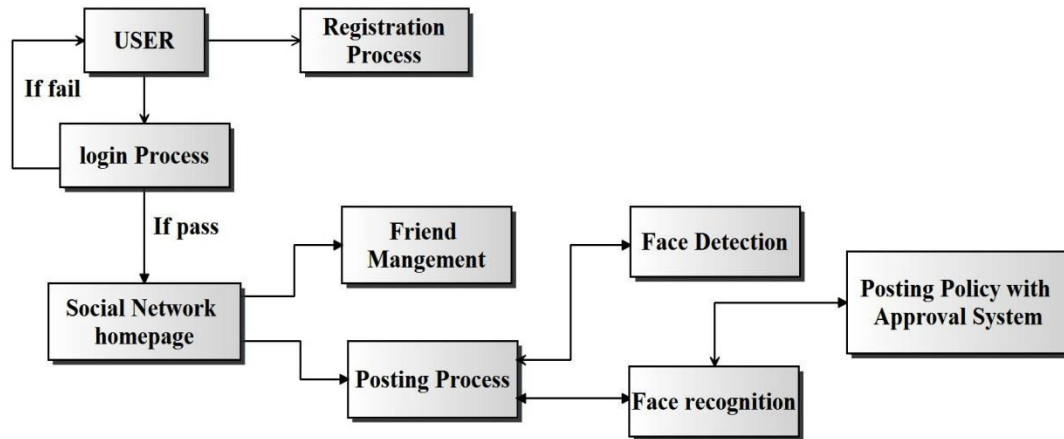 USER
Registration
Process
If fail
login Process
If pass
Friend
Mangement
Face Detection
Social Network
homepage
Posting Policy with
Approval System
Posting Process
Face recognition